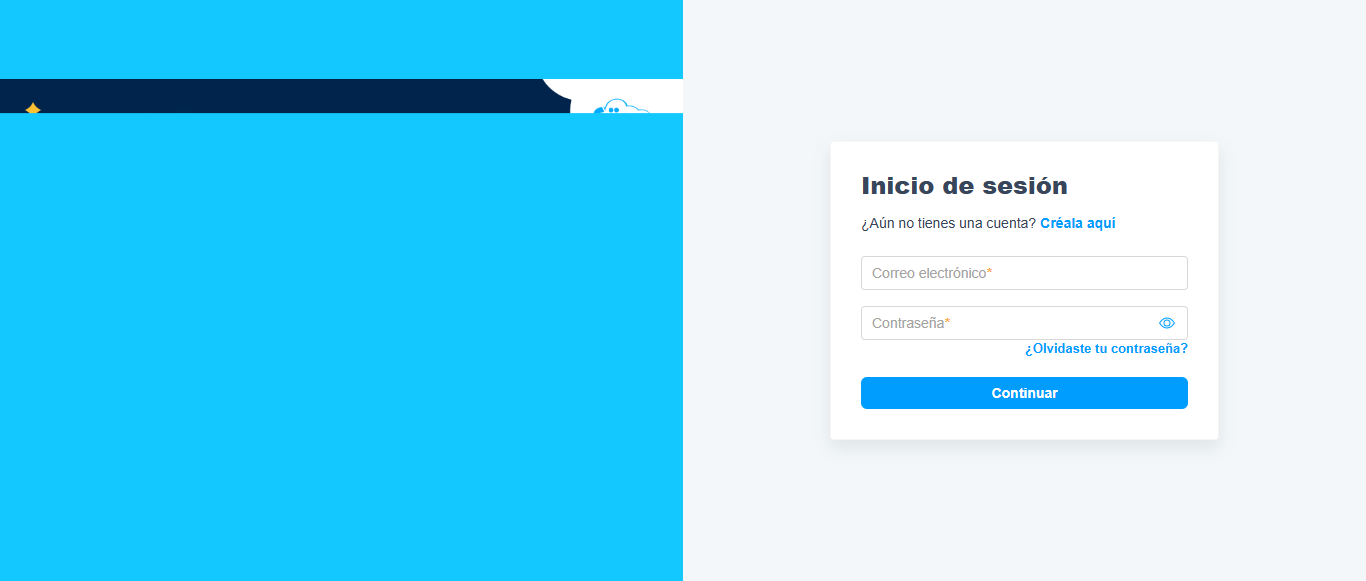 Inicio de sesión
¿Aún no tienes una cuenta? Créala aquí
Correo electrónico*
Contraseña*
¿Olvidaste tu contraseña?
Continuar